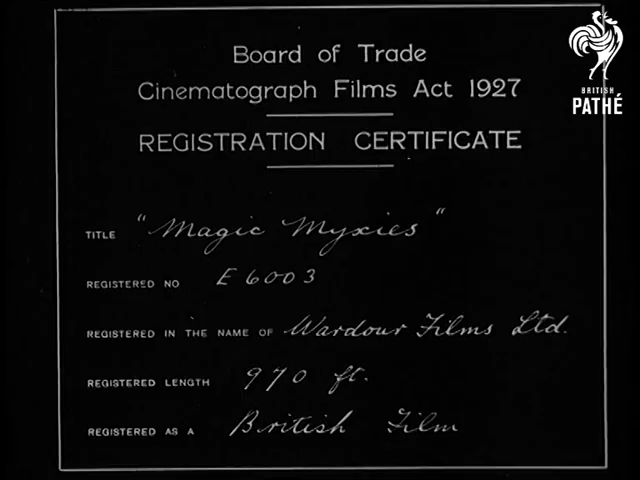 BRITISH
PATHÉ
Board of Trade
Cinematograph Films Act 1927
REGISTRATION CERTIFICATE
TITLE "Magic Myxies"
REGISTERED NO E 6003
REGISTERED IN THE NAME OF Wardour Films Ltd.
REGISTERED LENGTH 970 ft.
REGISTERED AS A British Film